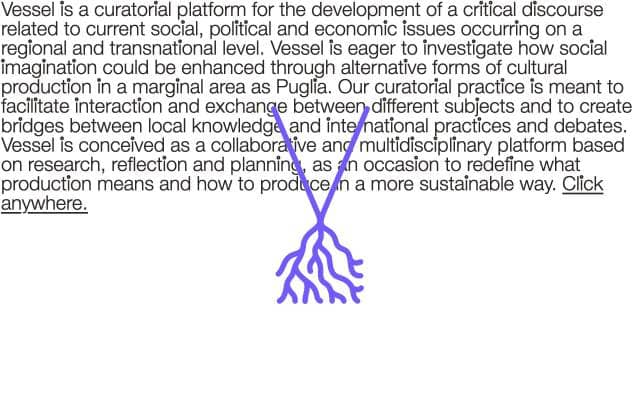 Vessel is a curatorial platform for the development of a critical discourse
related to current social, political and economic issues occurring on a
regional and transnational level. Vessel is eager to investigate how social
imagination could be enhanced through alternative forms of cultural
production in a marginal area as Puglia. Our curatorial practice is meant to
facilitate interaction and exchange between different subjects and to create
bridges between local knowledge and international practices and debates.
Vessel is conceived as a collaborative and multidisciplinary platform based
on research, reflection and planning, as an occasion to redefine what
production means and how to produce in a more sustainable way. Click
anywhere.